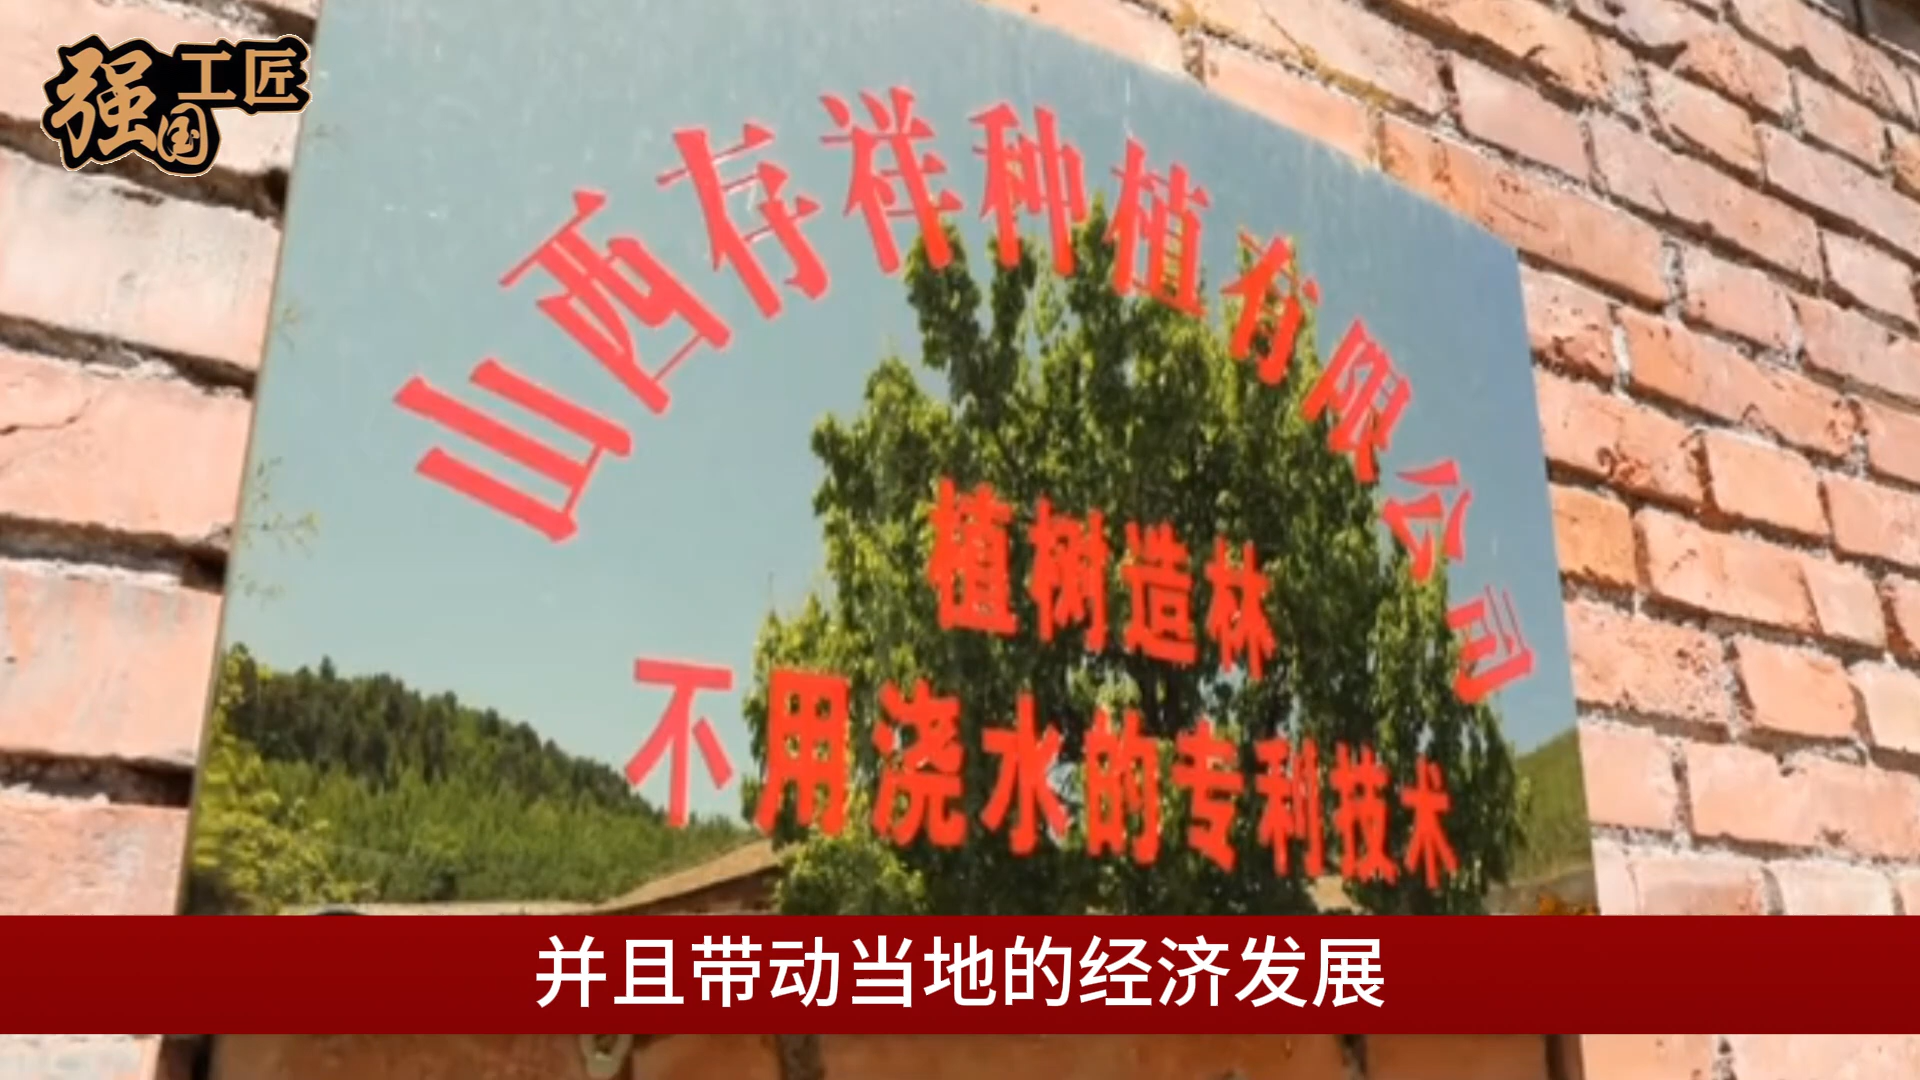 强国工匠
山西存祥种植有限公司
植树造林
不用浇水的专利技术
并且带动当地的经济发展